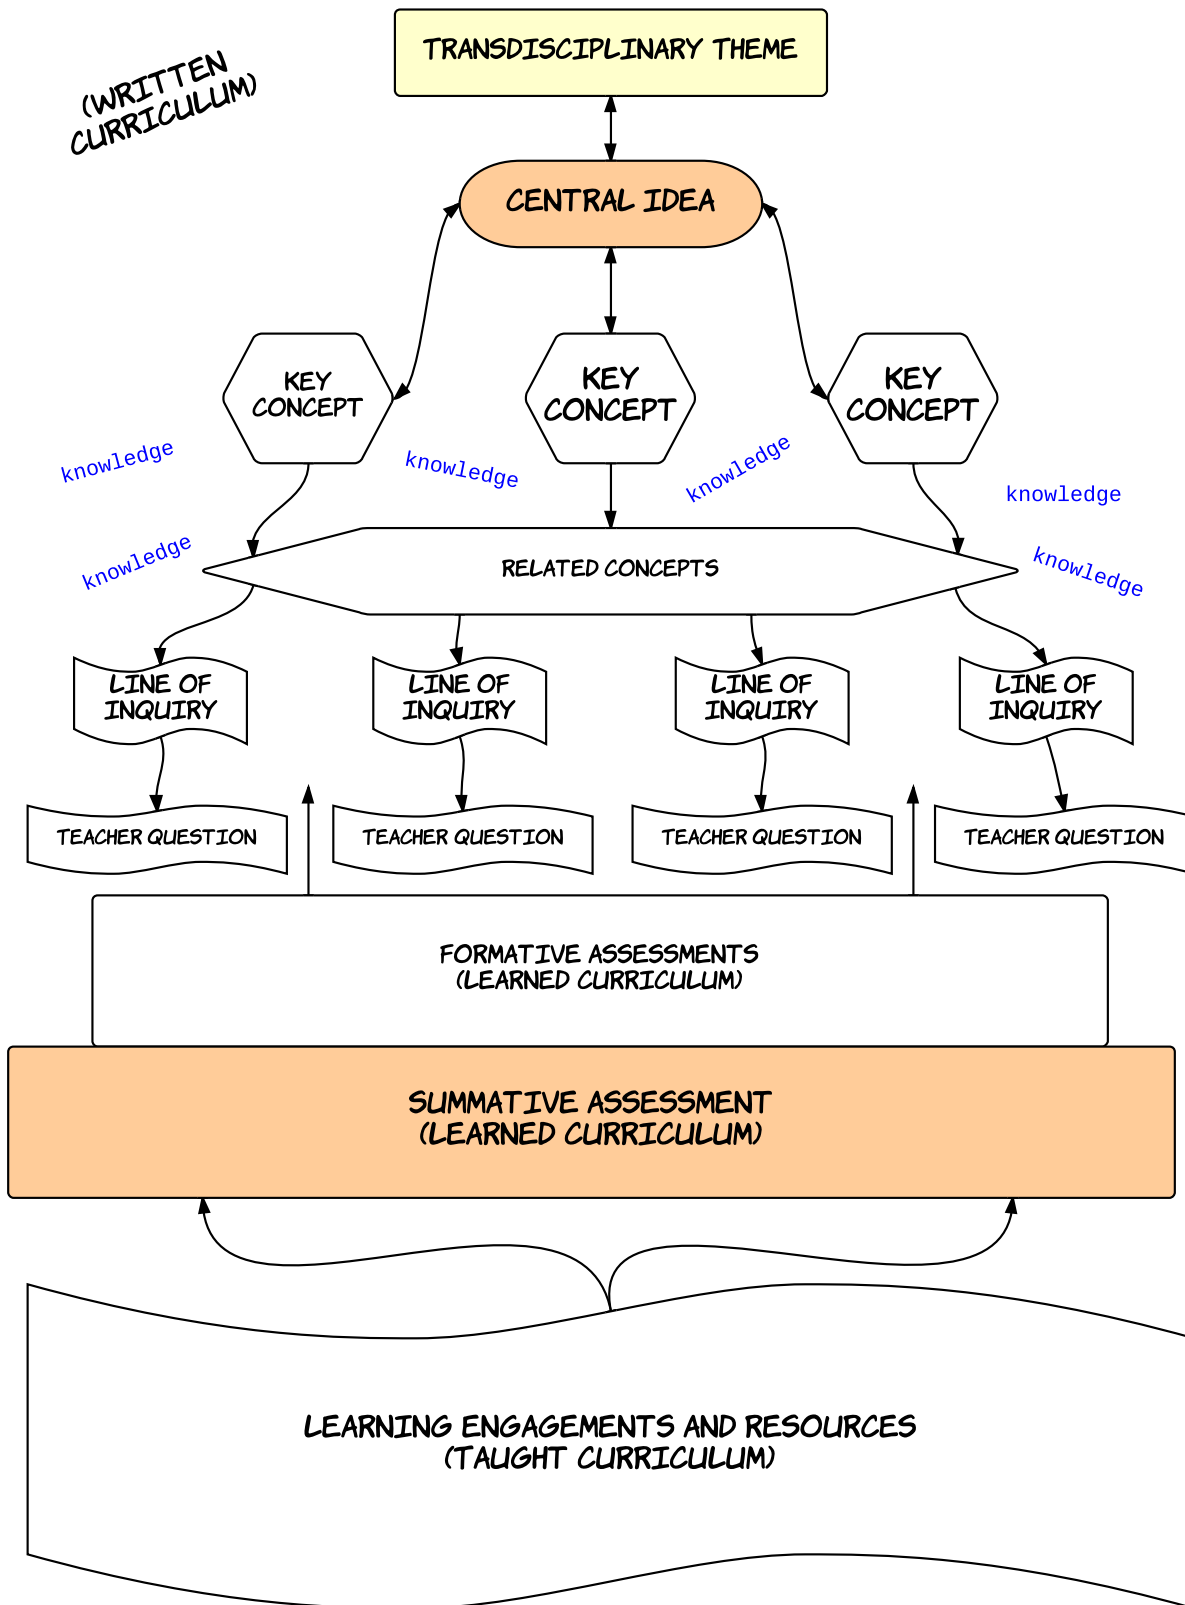 TRANSDISCIPLINARY THEME
(WRITTEN
CURRICULUM)
CENTRAL IDEA
KEY
CONCEPT
KEY
CONCEPT
KEY
CONCEPT
knowledge
knowledge
knowledge
knowledge
knowledge
RELATED CONCEPTS
knowledge
LINE OF
INQUIRY
LINE OF
INQUIRY
LINE OF
INQUIRY
LINE OF
INQUIRY
TEACHER QUESTION
TEACHER QUESTION
TEACHER QUESTION
TEACHER QUESTION
FORMATIVE ASSESSMENTS
(LEARNED CURRICULUM)
SUMMATIVE ASSESSMENT
(LEARNED CURRICULUM)
LEARNING ENGAGEMENTS AND RESOURCES
(TAUGHT CURRICULUM)